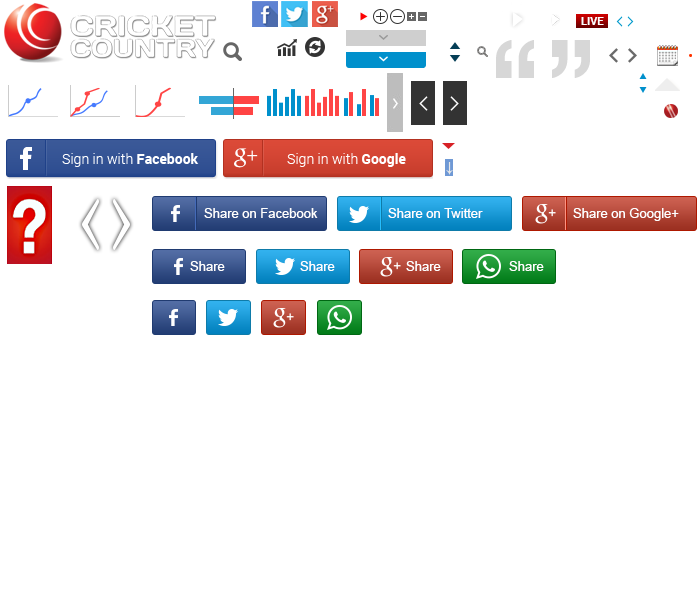 CRICKET
COUNTRY
f g+
LIVE
f Sign in with Facebook
g+ Sign in with Google
?
f Share on Facebook
Share on Twitter
g+ Share on Google+
f Share
Share
g+ Share
Share
f g+